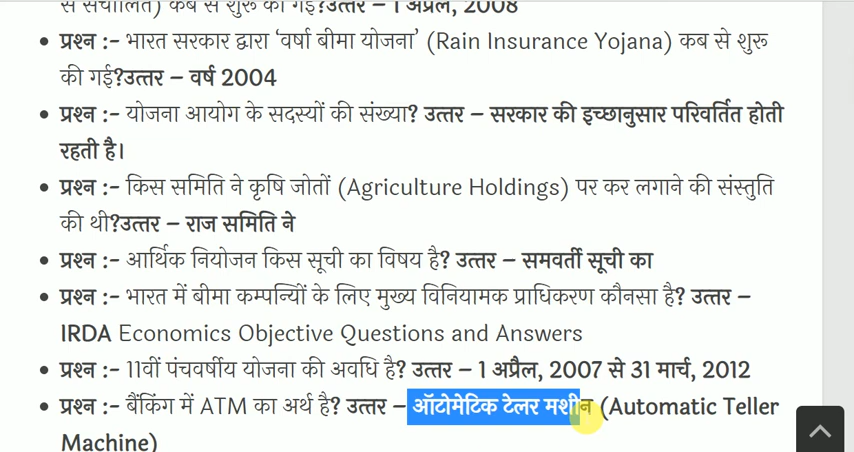 से संचालित) कब से शुरू की गई?उत्तर – 1 अप्रैल, 2008
प्रश्न :- भारत सरकार द्वारा ‘वर्षा बीमा योजना’ (Rain Insurance Yojana) कब से शुरू
की गई?उत्तर – वर्ष 2004
प्रश्न :- योजना आयोग के सदस्यों की संख्या? उत्तर – सरकार की इच्छानुसार परिवर्तित होती
रहती है।
प्रश्न :- किस समिति ने कृषि जोतों (Agriculture Holdings) पर कर लगाने की संस्तुति
की थी?उत्तर – राज समिति ने
प्रश्न :- आर्थिक नियोजन किस सूची का विषय है? उत्तर – समवर्ती सूची का
प्रश्न :- भारत में बीमा कम्पन्यिों के लिए मुख्य विनियामक प्राधिकरण कौनसा है? उत्तर –
IRDA Economics Objective Questions and Answers
प्रश्न :- 11वीं पंचवर्षीय योजना की अवधि है? उत्तर – 1 अप्रैल, 2007 से 31 मार्च, 2012
प्रश्न :- बैंकिंग में ATM का अर्थ है? उत्तर – ऑटोमेटिक टेलर मशीन (Automatic Teller
Machine)